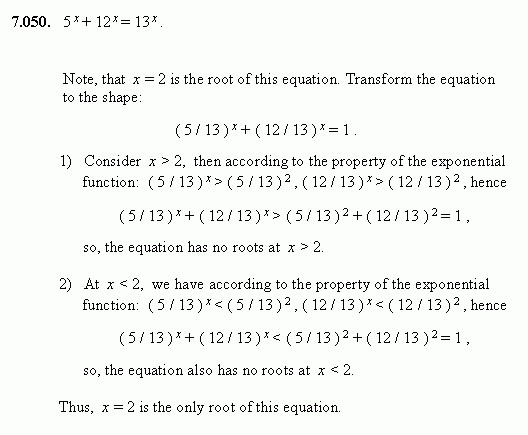 7.050. 5ˣ + 12ˣ = 13ˣ.
Note, that x = 2 is the root of this equation. Transform the equation
to the shape:
( 5 / 13 )ˣ + ( 12 / 13 )ˣ = 1 .
1) Consider x > 2, then according to the property of the exponential
function: ( 5 / 13 )ˣ > ( 5 / 13 )², ( 12 / 13 )ˣ > ( 12 / 13 )², hence
( 5 / 13 )ˣ + ( 12 / 13 )ˣ > ( 5 / 13 )² + ( 12 / 13 )² = 1 ,
so, the equation has no roots at x > 2.
2) At x < 2, we have according to the property of the exponential
function: ( 5 / 13 )ˣ < ( 5 / 13 )², ( 12 / 13 )ˣ < ( 12 / 13 )², hence
( 5 / 13 )ˣ + ( 12 / 13 )ˣ < ( 5 / 13 )² + ( 12 / 13 )² = 1 ,
so, the equation also has no roots at x < 2.
Thus, x = 2 is the only root of this equation.